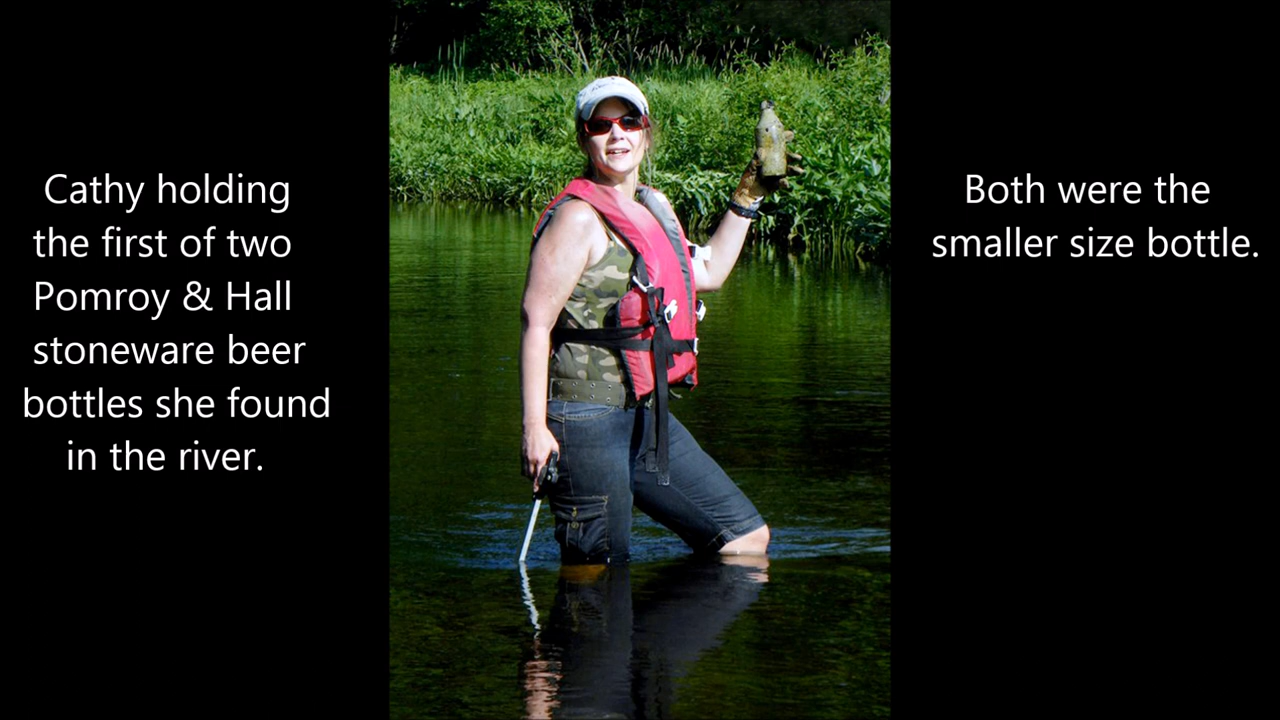 Cathy holding
the first of two
Pomroy & Hall
stoneware beer
bottles she found
in the river.
Both were the
smaller size bottle.